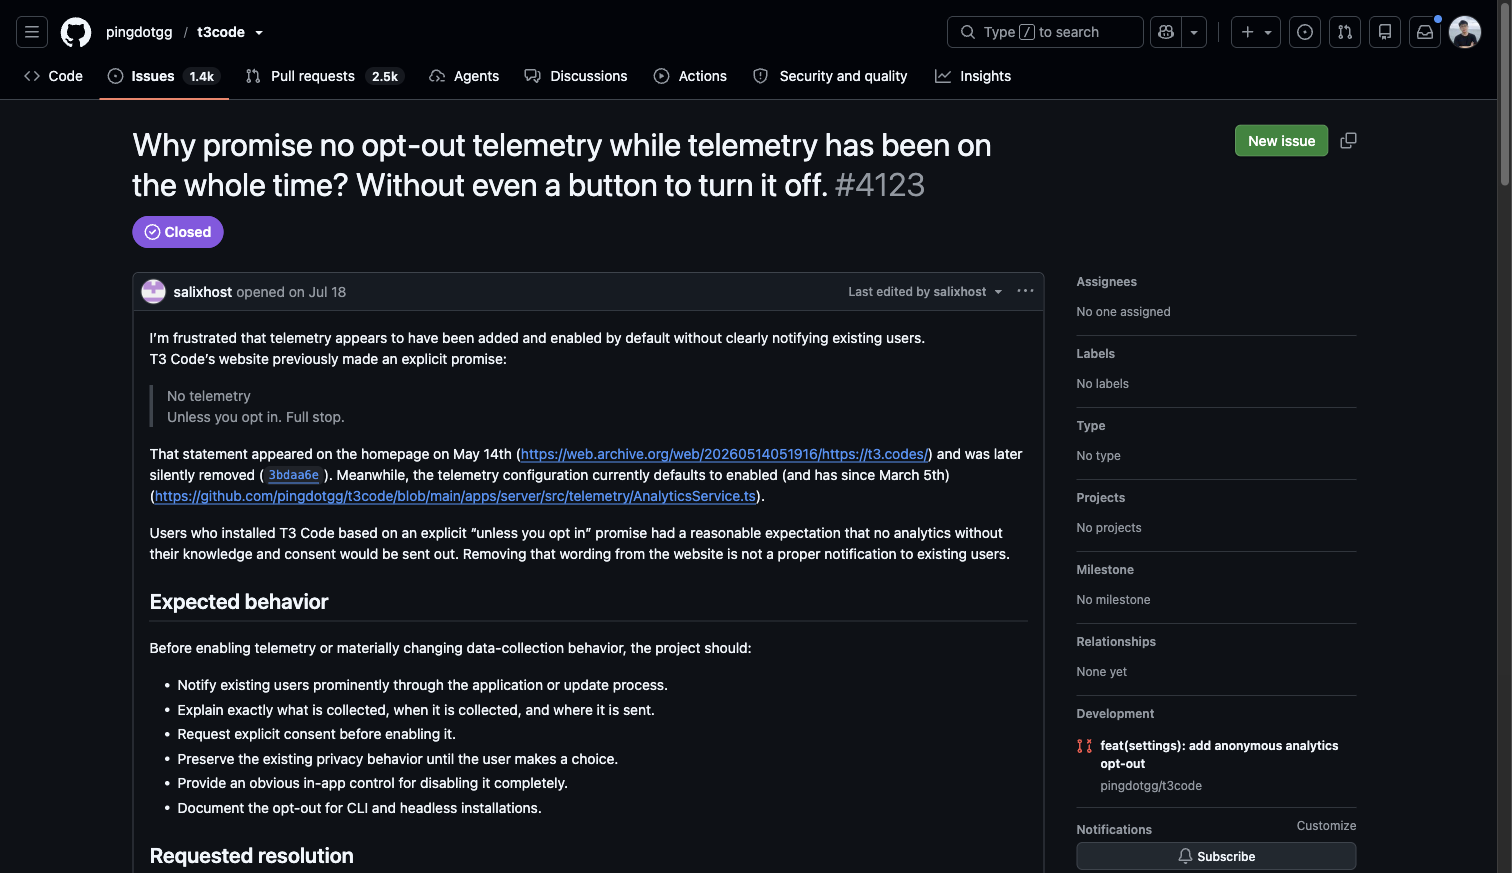 pingdotgg / t3code
Type / to search
Code
Issues 1.4k
Pull requests 2.5k
Agents
Discussions
Actions
Security and quality
Insights
Why promise no opt-out telemetry while telemetry has been on
the whole time? Without even a button to turn it off. #4123
New issue
Closed
salixhost opened on Jul 18
Last edited by salixhost
I'm frustrated that telemetry appears to have been added and enabled by default without clearly notifying existing users.
T3 Code's website previously made an explicit promise:
No telemetry
Unless you opt in. Full stop.
That statement appeared on the homepage on May 14th (https://web.archive.org/web/20260514051916/https://t3.codes/) and was later
silently removed ( 3bdaa6e ). Meanwhile, the telemetry configuration currently defaults to enabled (and has since March 5th)
(https://github.com/pingdotgg/t3code/blob/main/apps/server/src/telemetry/AnalyticsService.ts).
Users who installed T3 Code based on an explicit “unless you opt in” promise had a reasonable expectation that no analytics without
their knowledge and consent would be sent out. Removing that wording from the website is not a proper notification to existing users.
Expected behavior
Before enabling telemetry or materially changing data-collection behavior, the project should:
• Notify existing users prominently through the application or update process.
• Explain exactly what is collected, when it is collected, and where it is sent.
• Request explicit consent before enabling it.
• Preserve the existing privacy behavior until the user makes a choice.
• Provide an obvious in-app control for disabling it completely.
• Document the opt-out for CLI and headless installations.
Requested resolution
Assignees
No one assigned
Labels
No labels
Type
No type
Projects
No projects
Milestone
No milestone
Relationships
None yet
Development
feat(settings): add anonymous analytics
opt-out
pingdotgg/t3code
Notifications
Customize
Subscribe